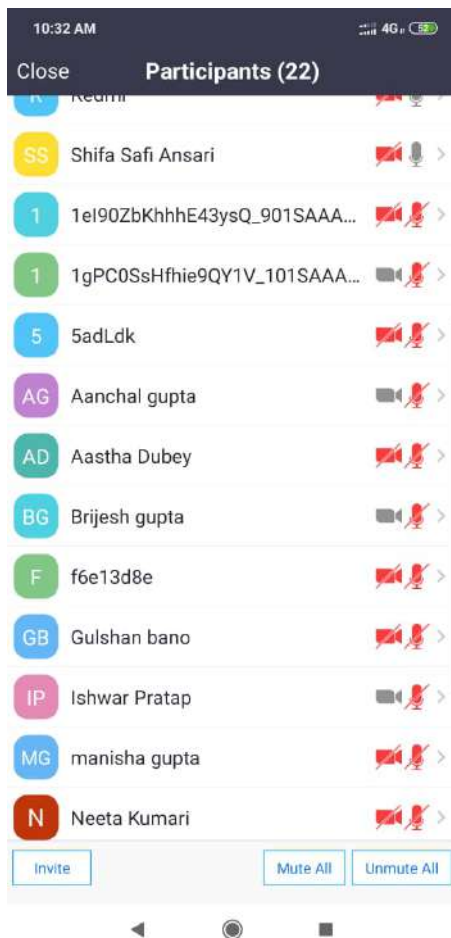 10:32 AM 4G 52
Close Participants (22)
R Redmi
SS Shifa Safi Ansari
1 1eI90ZbKhhhE43ysQ_901SAAA...
1 1gPC0SsHfhie9QY1V_101SAAA...
5 5adLdk
AG Aanchal gupta
AD Aastha Dubey
BG Brijesh gupta
F f6e13d8e
GB Gulshan bano
IP Ishwar Pratap
MG manisha gupta
N Neeta Kumari
Invite Mute All Unmute All